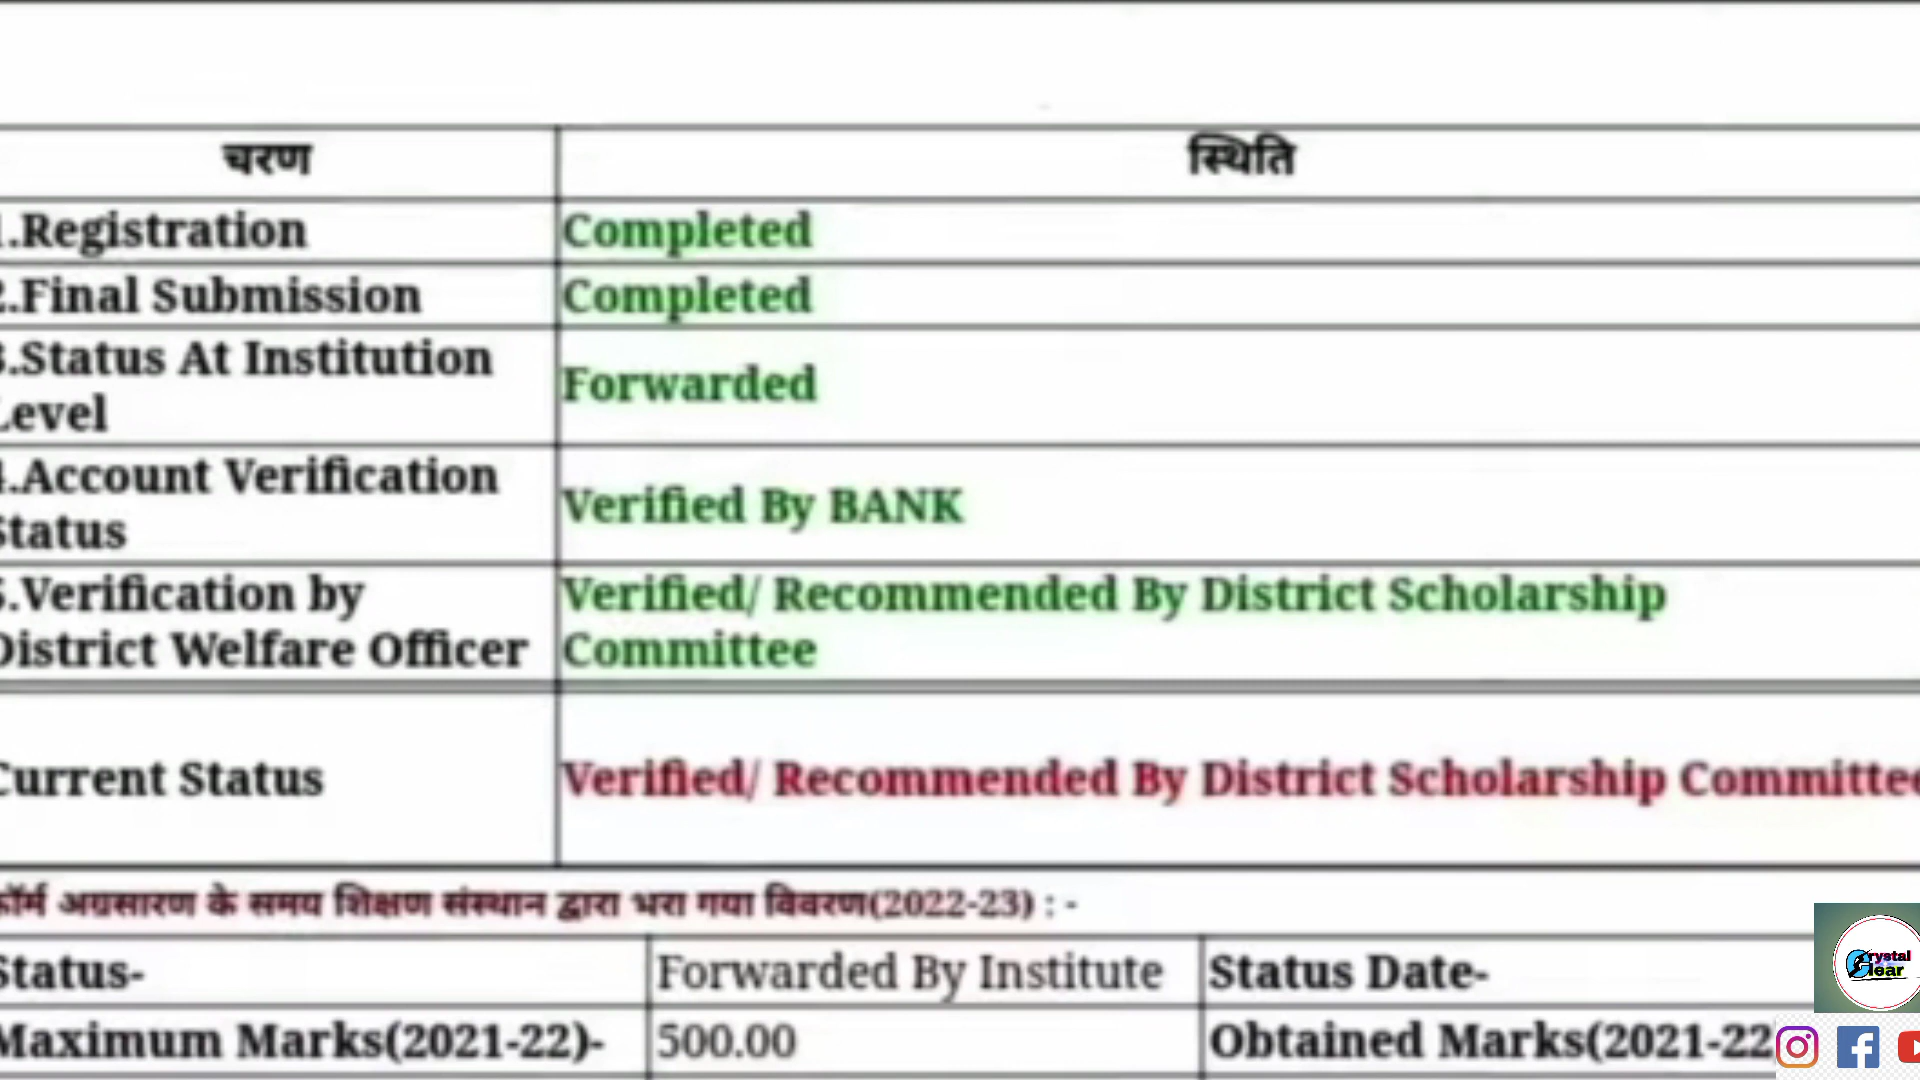 चरण स्थिति
.Registration Completed
.Final Submission Completed
.Status At Institution
Level
Forwarded
.Account Verification
Status
Verified By BANK
.Verification by
District Welfare Officer
Verified/ Recommended By District Scholarship
Committee
Current Status Verified/ Recommended By District Scholarship Committee
फॉर्म अग्रसारण के समय शिक्षण संस्थान द्वारा भरा गया विवरण(2022-23) : -
Status- Forwarded By Institute Status Date-
Maximum Marks(2021-22)- 500.00 Obtained Marks(2021-22
Crystal
Clear